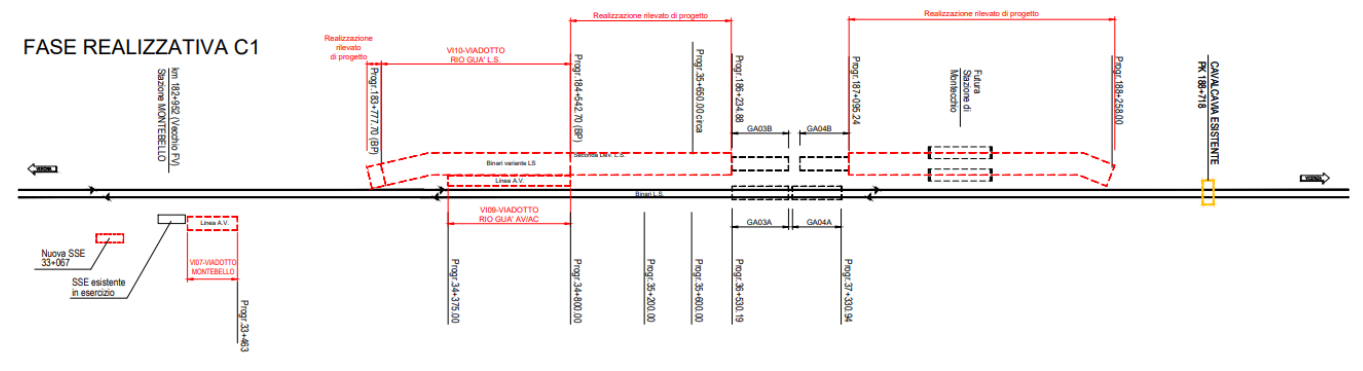 FASE REALIZZATIVA C1
km 182+952 (Vecchio FV)
Stazione MONTEBELLO
Realizzazione
rilevato
di progetto
Progr.183+777.70 (BP)
VI10-VIADOTTO
RIO GUA' L.S.
Realizzazione rilevato di progetto
Progr.184+542.70 (BP)
Progr.35+650.00 circa
Progr.186+234.88
GA03B
GA04B
Progr.187+095.24
Realizzazione rilevato di progetto
Futura
Stazione di
Montecchio
Progr.188+258.00
CAVALCAVIA ESISTENTE
PK 188+718
Binari variante LS
Seconda Dev. L.S.
Linea A.V.
Binari L.S.
Linea A.V.
Nuova SSE
33+067
SSE esistente
in esercizio
VI07-VIADOTTO
MONTEBELLO
Progr.33+463
VI09-VIADOTTO
RIO GUA' AV/AC
Progr.34+375.00
Progr.34+800.00
Progr.35+200.00
Progr.35+600.00
Progr.36+530.19
GA03A
GA04A
Progr.37+330.94